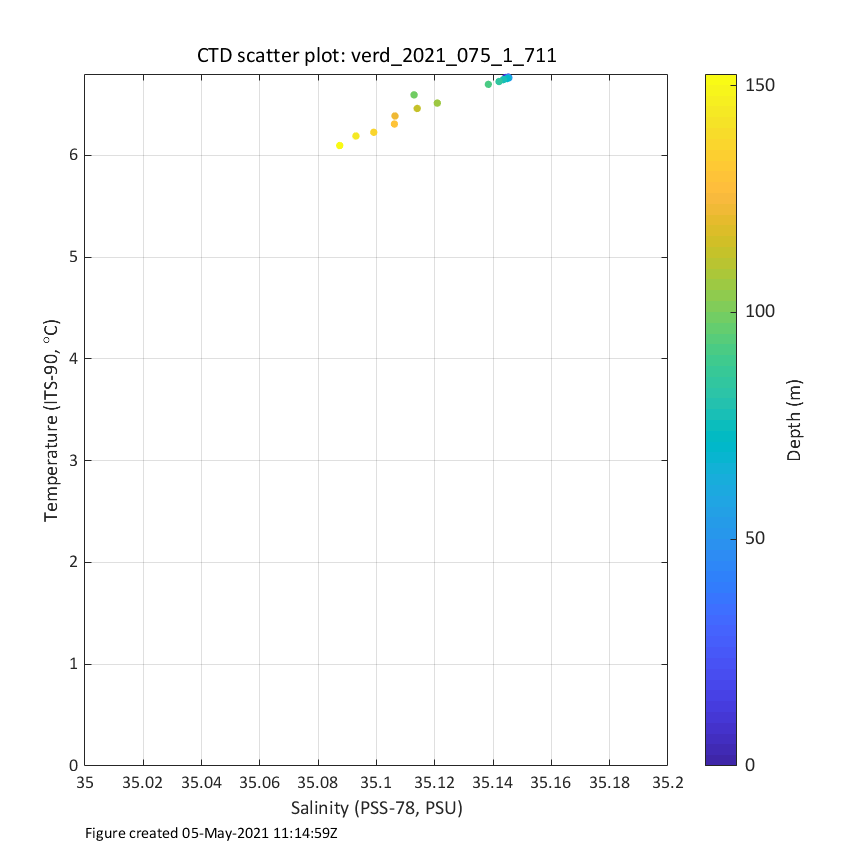 CTD scatter plot: verd_2021_075_1_711
Temperature (ITS-90, °C)
6
5
4
3
2
1
0
35 35.02 35.04 35.06 35.08 35.1 35.12 35.14 35.16 35.18 35.2
Salinity (PSS-78, PSU)
150
100
50
0
Depth (m)
Figure created 05-May-2021 11:14:59Z